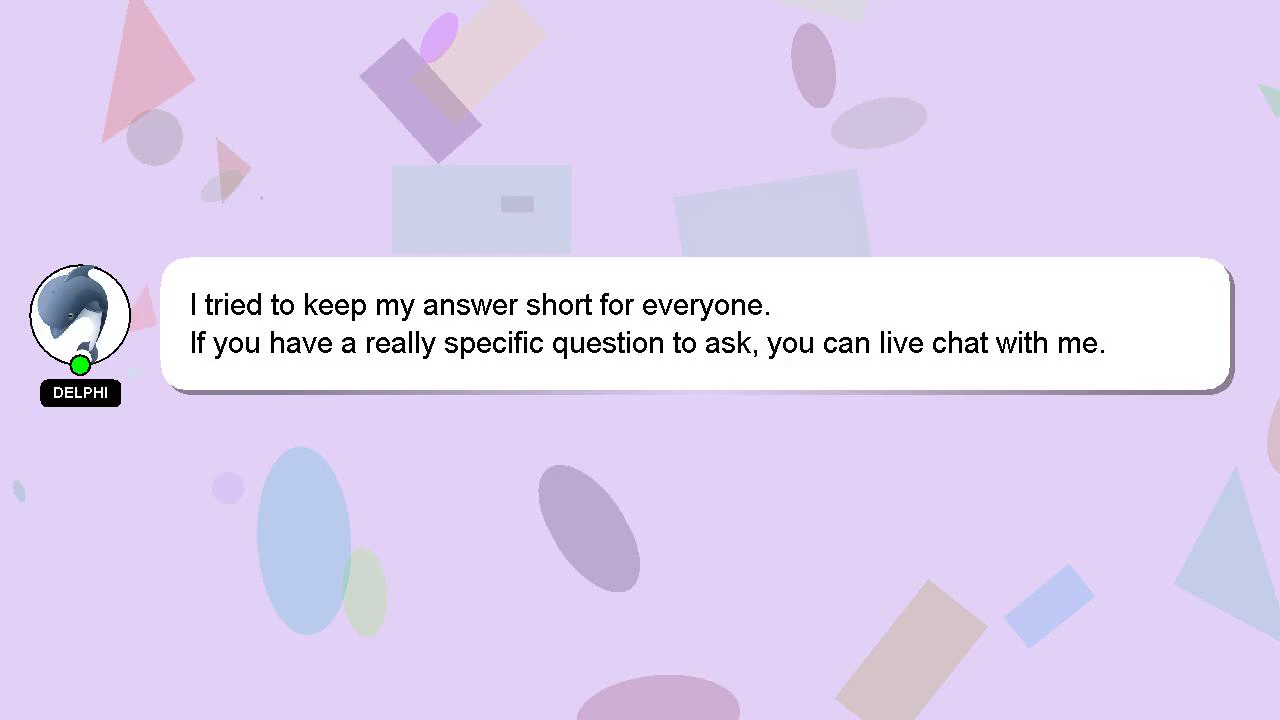 I tried to keep my answer short for everyone.
If you have a really specific question to ask, you can live chat with me.
DELPHI